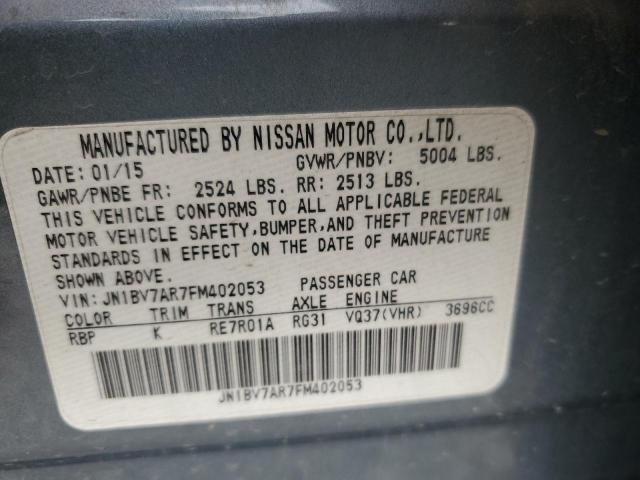 MANUFACTURED BY NISSAN MOTOR CO.,LTD.
DATE: 01/15 GVWR/PNBV: 5004 LBS.
GAWR/PNBE FR: 2524 LBS. RR: 2513 LBS.
THIS VEHICLE CONFORMS TO ALL APPLICABLE FEDERAL
MOTOR VEHICLE SAFETY,BUMPER,AND THEFT PREVENTION
STANDARDS IN EFFECT ON THE DATE OF MANUFACTURE
SHOWN ABOVE.
VIN:JN1BV7AR7FM402053 PASSENGER CAR
COLOR TRIM TRANS AXLE ENGINE
RBP K RE7R01A RG31 VQ37(VHR) 3696CC
JN1BV7AR7FM402053